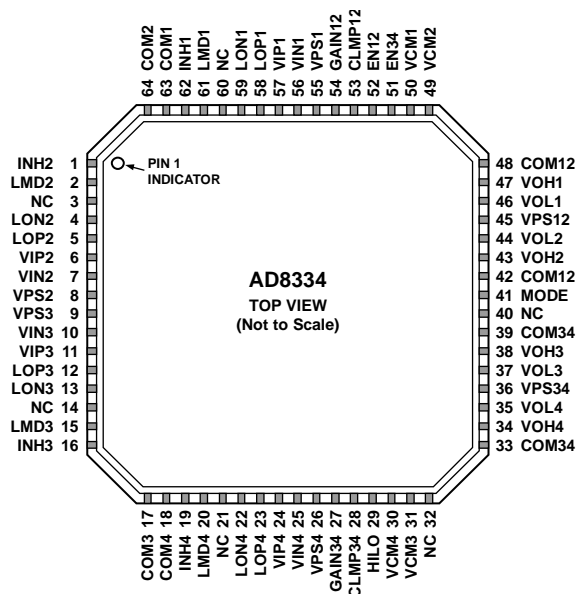 64 COM2
63 COM1
62 INH1
61 LMD1
60 NC
59 LON1
58 LOP1
57 VIP1
56 VIN1
55 VPS1
54 GAIN12
53 CLMP12
52 EN12
51 EN34
50 VCM1
49 VCM2
INH2 1
LMD2 2
NC 3
LON2 4
LOP2 5
VIP2 6
VIN2 7
VPS2 8
VPS3 9
VIN3 10
VIP3 11
LOP3 12
LON3 13
NC 14
LMD3 15
INH3 16
PIN 1
INDICATOR
AD8334
TOP VIEW
(Not to Scale)
48 COM12
47 VOH1
46 VOL1
45 VPS12
44 VOL2
43 VOH2
42 COM12
41 MODE
40 NC
39 COM34
38 VOH3
37 VOL3
36 VPS34
35 VOL4
34 VOH4
33 COM34
COM3 17
COM4 18
INH4 19
LMD4 20
NC 21
LON4 22
LOP4 23
VIP4 24
VIN4 25
VPS4 26
GAIN34 27
CLMP34 28
HILO 29
VCM4 30
VCM3 31
NC 32